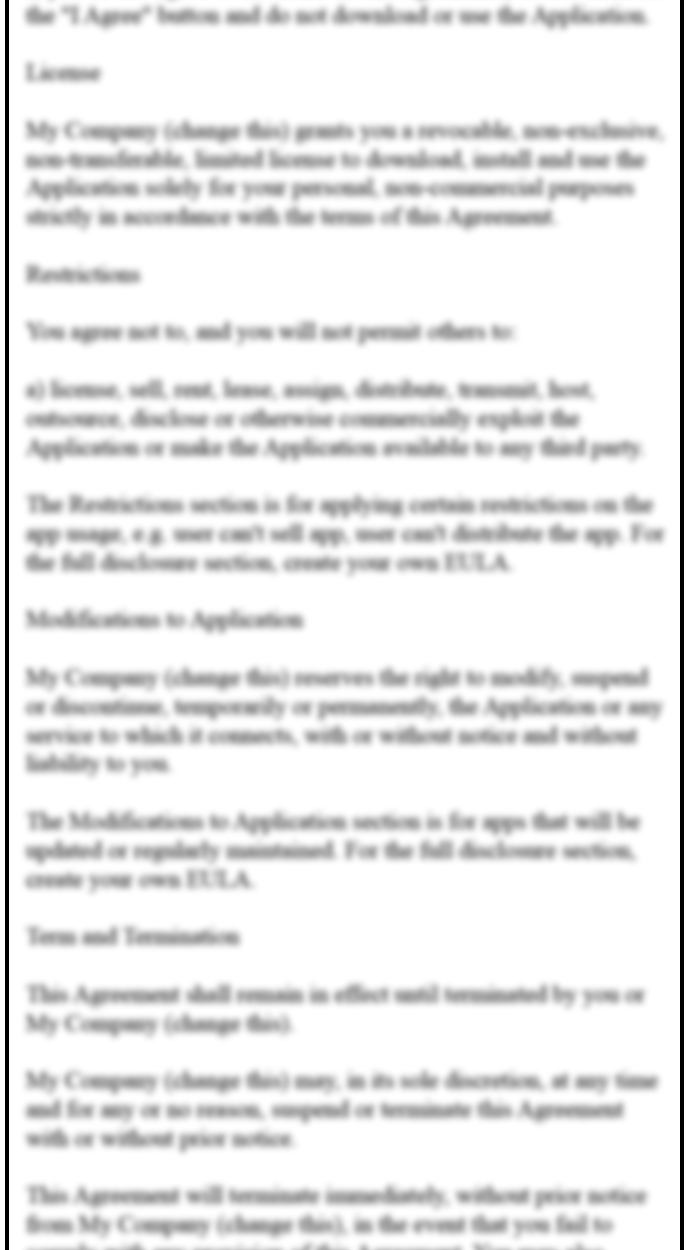 the "I Agree" button and do not download or use the Application.
License
My Company (change this) grants you a revocable, non-exclusive,
non-transferable, limited license to download, install and use the
Application solely for your personal, non-commercial purposes
strictly in accordance with the terms of this Agreement.
Restrictions
You agree not to, and you will not permit others to:
a) license, sell, rent, lease, assign, distribute, transmit, host,
outsource, disclose or otherwise commercially exploit the
Application or make the Application available to any third party.
The Restrictions section is for applying certain restrictions on the
app usage, e.g. user can't sell app, user can't distribute the app. For
the full disclosure section, create your own EULA.
Modifications to Application
My Company (change this) reserves the right to modify, suspend
or discontinue, temporarily or permanently, the Application or any
service to which it connects, with or without notice and without
liability to you.
The Modifications to Application section is for apps that will be
updated or regularly maintained. For the full disclosure section,
create your own EULA.
Term and Termination
This Agreement shall remain in effect until terminated by you or
My Company (change this).
My Company (change this) may, in its sole discretion, at any time
and for any or no reason, suspend or terminate this Agreement
with or without prior notice.
This Agreement will terminate immediately, without prior notice
from My Company (change this), in the event that you fail to